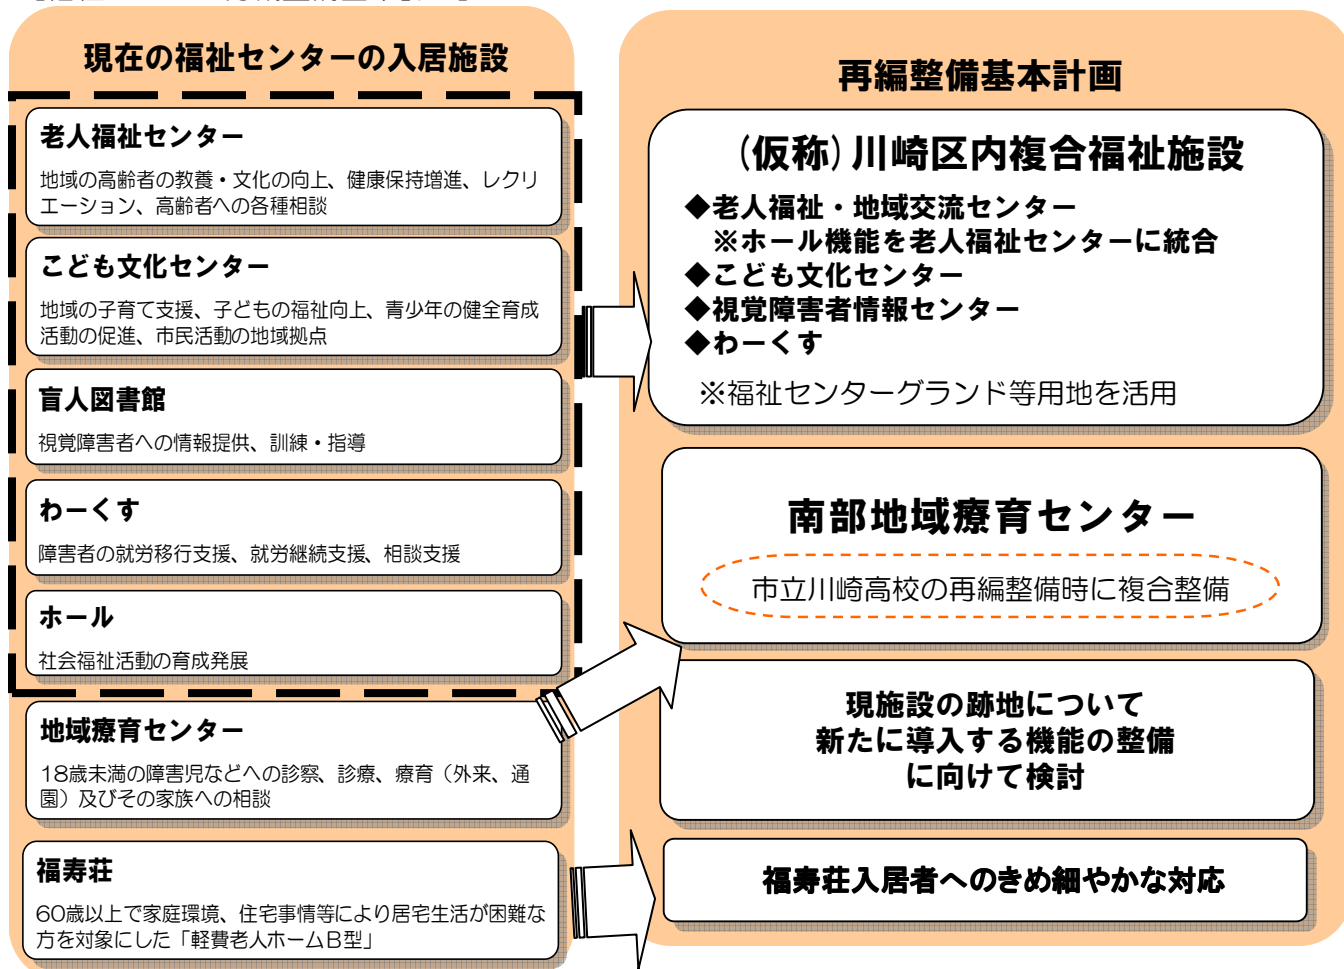 現在の福祉センターの入居施設
老人福祉センター
地域の高齢者の教養・文化の向上、健康保持増進、レクリ
エーション、高齢者への各種相談
こども文化センター
地域の子育て支援、子どもの福祉向上、青少年の健全育成
活動の促進、市民活動の地域拠点
盲人図書館
視覚障害者への情報提供、訓練・指導
わーくす
障害者の就労移行支援、就労継続支援、相談支援
ホール
社会福祉活動の育成発展
地域療育センター
18歳未満の障害児などへの診察、診療、療育（外来、通
園）及びその家族への相談
福寿荘
60歳以上で家庭環境、住宅事情等により居宅生活が困難な
方を対象にした「軽費老人ホームB型」
再編整備基本計画
（仮称）川崎区内複合福祉施設
◆老人福祉・地域交流センター
※ホール機能を老人福祉センターに統合
◆こども文化センター
◆視覚障害者情報センター
◆わーくす
※福祉センターグランド等用地を活用
南部地域療育センター
市立川崎高校の再編整備時に複合整備
現施設の跡地について
新たに導入する機能の整備
に向けて検討
福寿荘入居者へのきめ細やかな対応